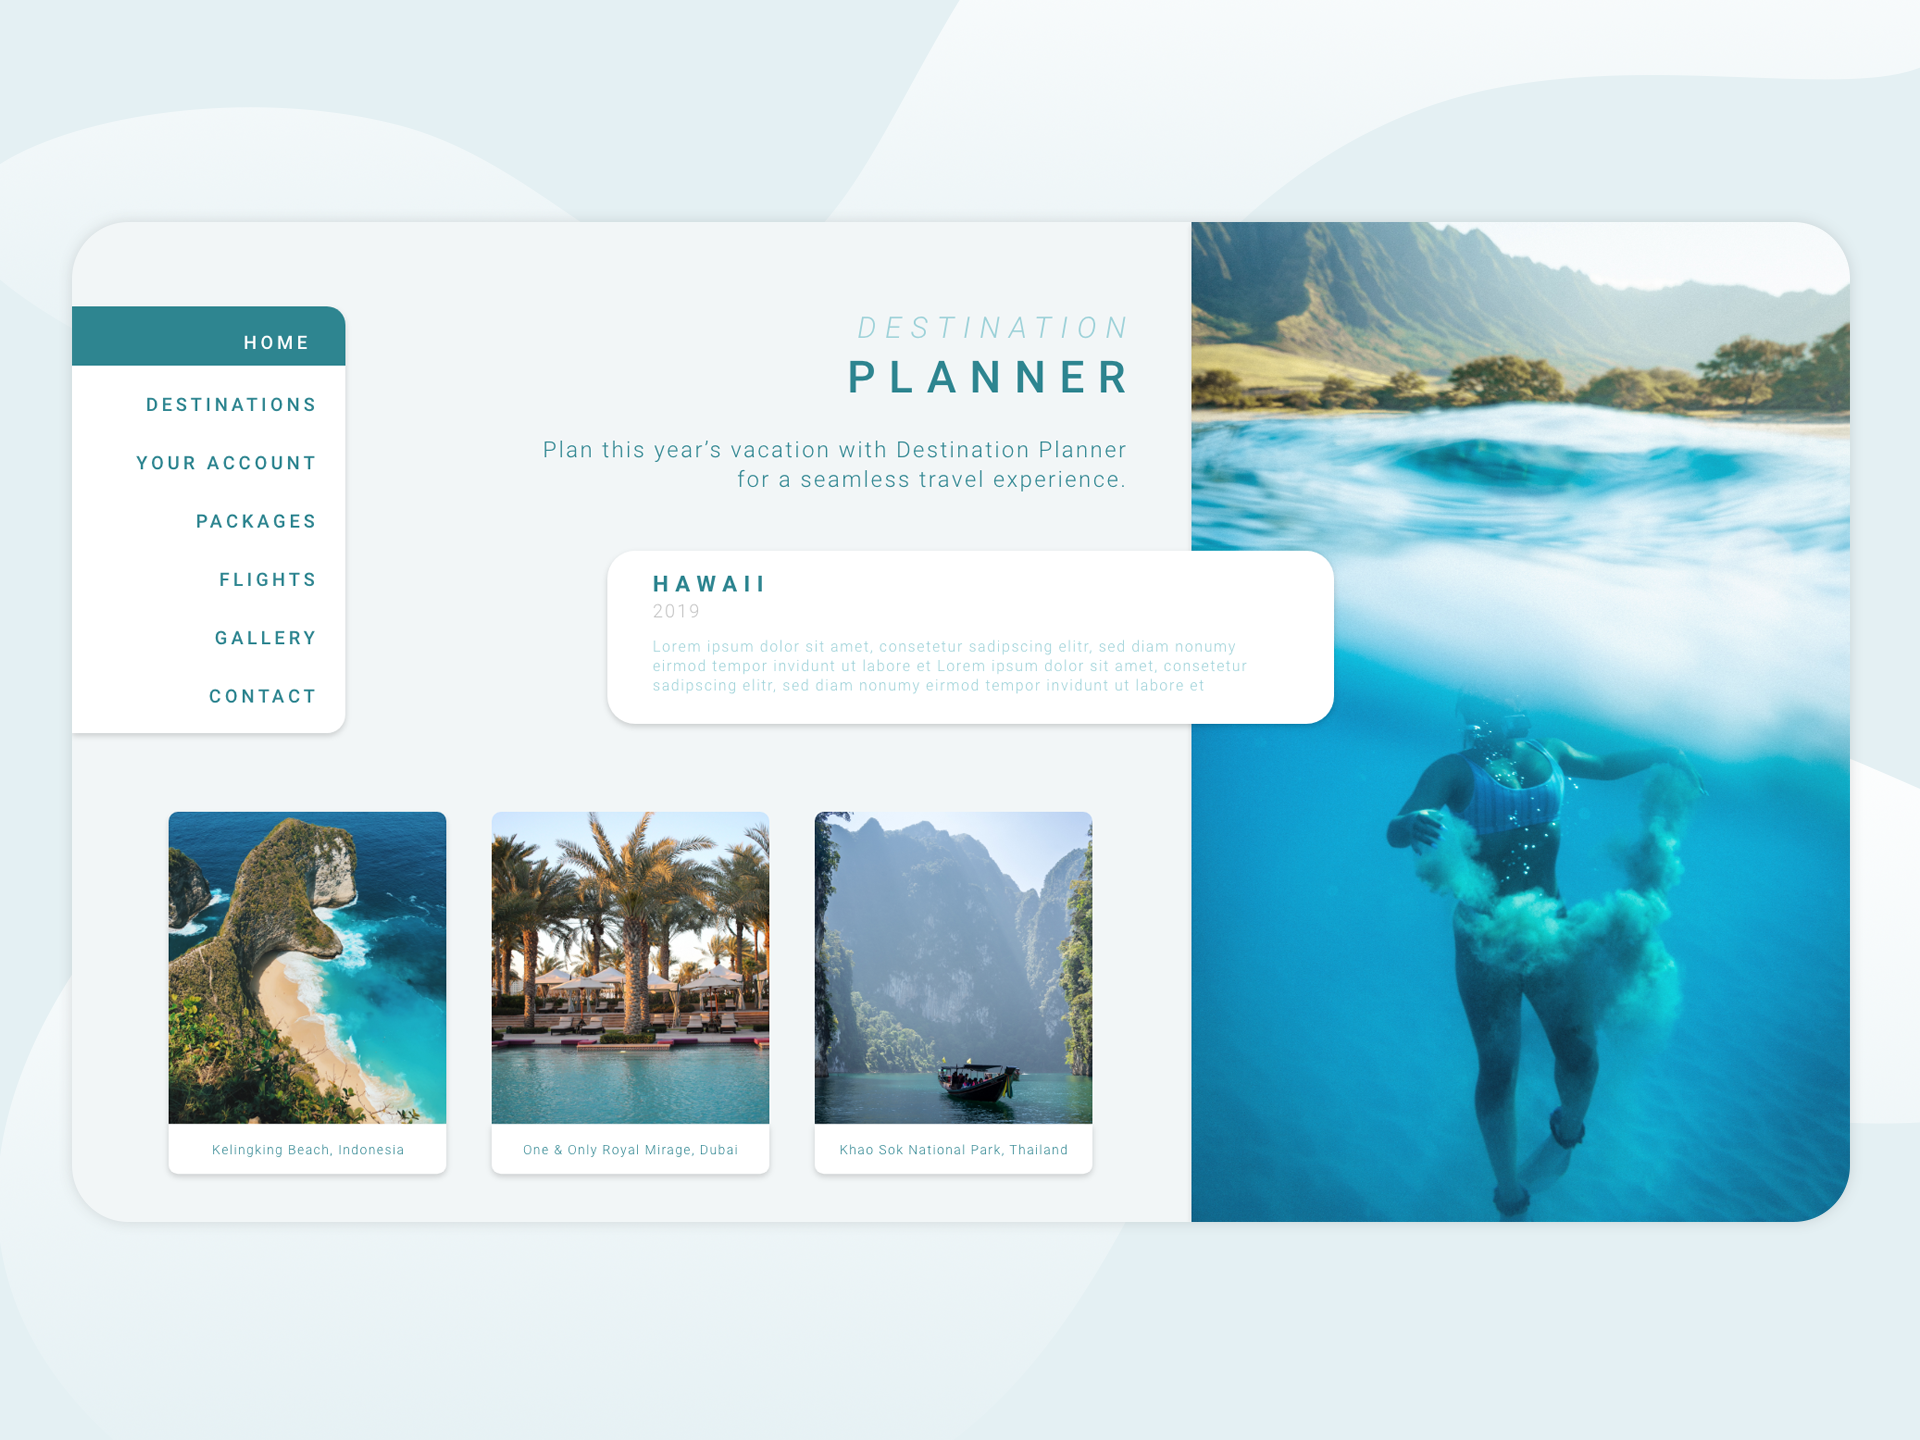 HOME
DESTINATIONS
YOUR ACCOUNT
PACKAGES
FLIGHTS
GALLERY
CONTACT
DESTINATION
PLANNER
Plan this year’s vacation with Destination Planner
for a seamless travel experience.
HAWAII
2019
Lorem ipsum dolor sit amet, consetetur sadipscing elitr, sed diam nonumy
eirmod tempor invidunt ut labore et Lorem ipsum dolor sit amet, consetetur
sadipscing elitr, sed diam nonumy eirmod tempor invidunt ut labore et
Kelingking Beach, Indonesia
One & Only Royal Mirage, Dubai
Khao Sok National Park, Thailand